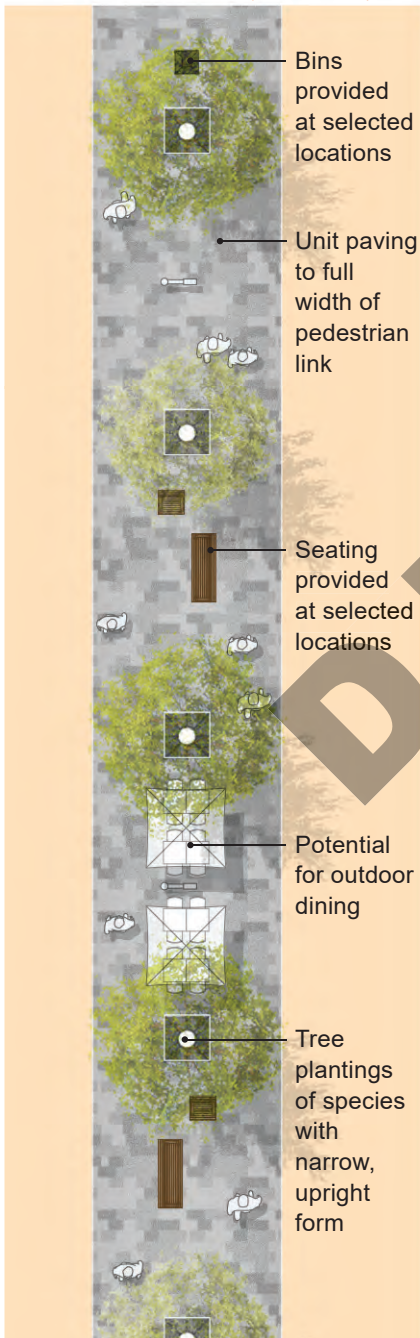 Bins
provided
at selected
locations
Unit paving
to full
width of
pedestrian
link
Seating
provided
at selected
locations
Potential
for outdoor
dining
Tree
plantings
of species
with
narrow,
upright
form